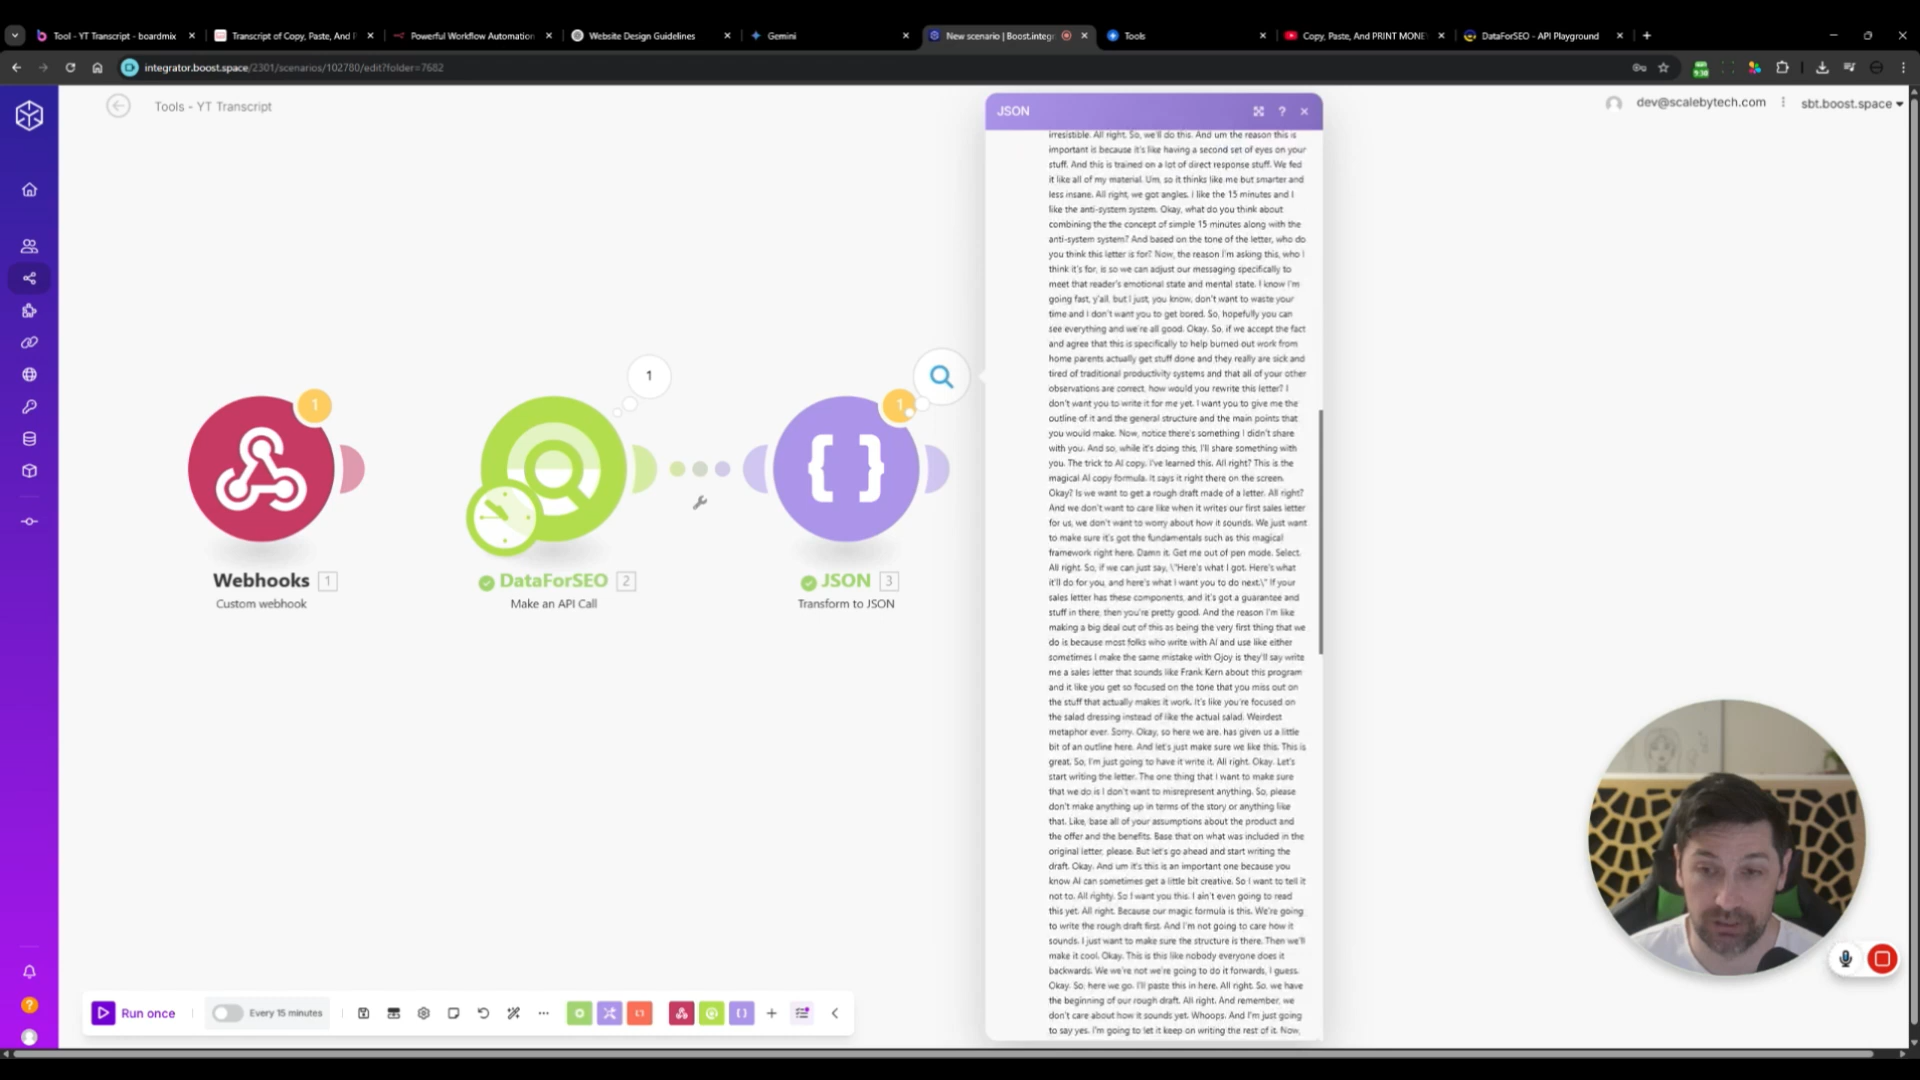 Tool - YT Transcript - boardmix
Transcript of Copy, Paste, And P
Powerful Workflow Automation
Website Design Guidelines
Gemini
New scenario | Boost.integr
Tools
Copy, Paste, And PRINT MONE
DataForSEO - API Playground
integrator.boost.space/2301/scenarios/102780/edit?folder=7682
9:30
Tools - YT Transcript
dev@scalebytech.com
sbt.boost.space
JSON
irresistible. All right. So, we'll do this. And um the reason this is
important is because it's like having a second set of eyes on your
stuff. And this is trained on a lot of direct response stuff. We fed
it like all of my material. Um, so it thinks like me but smarter and
less insane. All right, we got angles. I like the 15 minutes and I
like the anti-system system. Okay, what do you think about
combining the the concept of simple 15 minutes along with the
anti-system system? And based on the tone of the letter, who do
you think this letter is for? Now, the reason I'm asking this, who I
think it's for, is so we can adjust our messaging specifically to
meet that reader's emotional state and mental state. I know I'm
going fast, y'all, but I just, you know, don't want to waste your
time and I don't want you to get bored. So, hopefully you can
see everything and we're all good. Okay. So, if we accept the fact
and agree that this is specifically to help burned out work from
home parents actually get stuff done and they really are sick and
tired of traditional productivity systems and that all of your other
observations are correct, how would you rewrite this letter? I
don't want you to write it for me yet. I want you to give me the
outline of it and the general structure and the main points that
you would make. Now, notice there's something I didn't share
with you. And so, while it's doing this, I'll share something with
you. The trick to AI copy. I've learned this. All right? This is the
magical AI copy formula. It says it right there on the screen.
Okay? Is we want to get a rough draft made of a letter. All right?
And we don't want to care like when it writes our first sales letter
for us, we don't want to worry about how it sounds. We just want
to make sure it's got the fundamentals such as this magical
framework right here. Damn it. Get me out of pen mode. Select.
All right. So, if we can just say, \"Here's what I got. Here's what
it'll do for you, and here's what I want you to do next.\" If your
sales letter has these components, and it's got a guarantee and
stuff in there, then you're pretty good. And the reason I'm like
making a big deal out of this as being the very first thing that we
do is because most folks who write with AI and use like either
sometimes I make the same mistake with Ojoy is they'll say write
me a sales letter that sounds like Frank Kern about this program
and it like you get so focused on the tone that you miss out on
the stuff that actually makes it work. It's like you're focused on
the salad dressing instead of like the actual salad. Weirdest
metaphor ever. Sorry. Okay, so here we are, has given us a little
bit of an outline here. And let's just make sure we like this. This is
great. So, I'm just going to have it write it. All right. Okay. Let's
start writing the letter. The one thing that I want to make sure
that we do is I don't want to misrepresent anything. So, please
don't make anything up in terms of the story or anything like
that. Like, base all of your assumptions about the product and
the offer and the benefits. Base that on what was included in the
original letter, please. But let's go ahead and start writing the
draft. Okay. And um it's this is an important one because you
know AI can sometimes get a little bit creative. So I want to tell it
not to. All righty. So I want you this. I ain't even going to read
this yet. All right. Because our magic formula is this. We're going
to write the rough draft first. And I'm not going to care how it
sounds. I just want to make sure the structure is there. Then we'll
make it cool. Okay. This is this like nobody everyone does it
backwards. We we're not we're going to do it forwards, I guess.
Okay. So, here we go. I'll paste this in here. All right. So, we have
the beginning of our rough draft. All right. And remember, we
don't care about how it sounds yet. Whoops. And I'm just going
to say yes. I'm going to let it keep on writing the rest of it. Now,
1
1
1
Webhooks 1
Custom webhook
DataForSEO 2
Make an API Call
JSON 3
Transform to JSON
Run once
Every 15 minutes